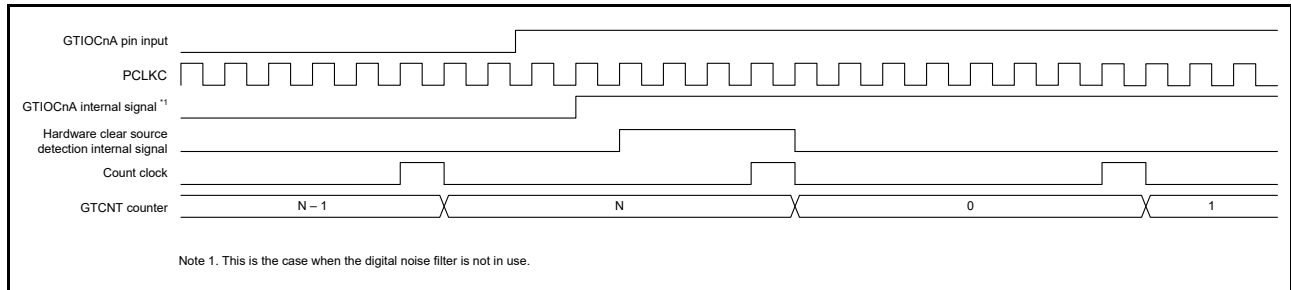 GTIOCnA pin input
PCLKC
GTIOCnA internal signal *1
Hardware clear source
detection internal signal
Count clock
GTCNT counter
N – 1
N
0
1
Note 1. This is the case when the digital noise filter is not in use.